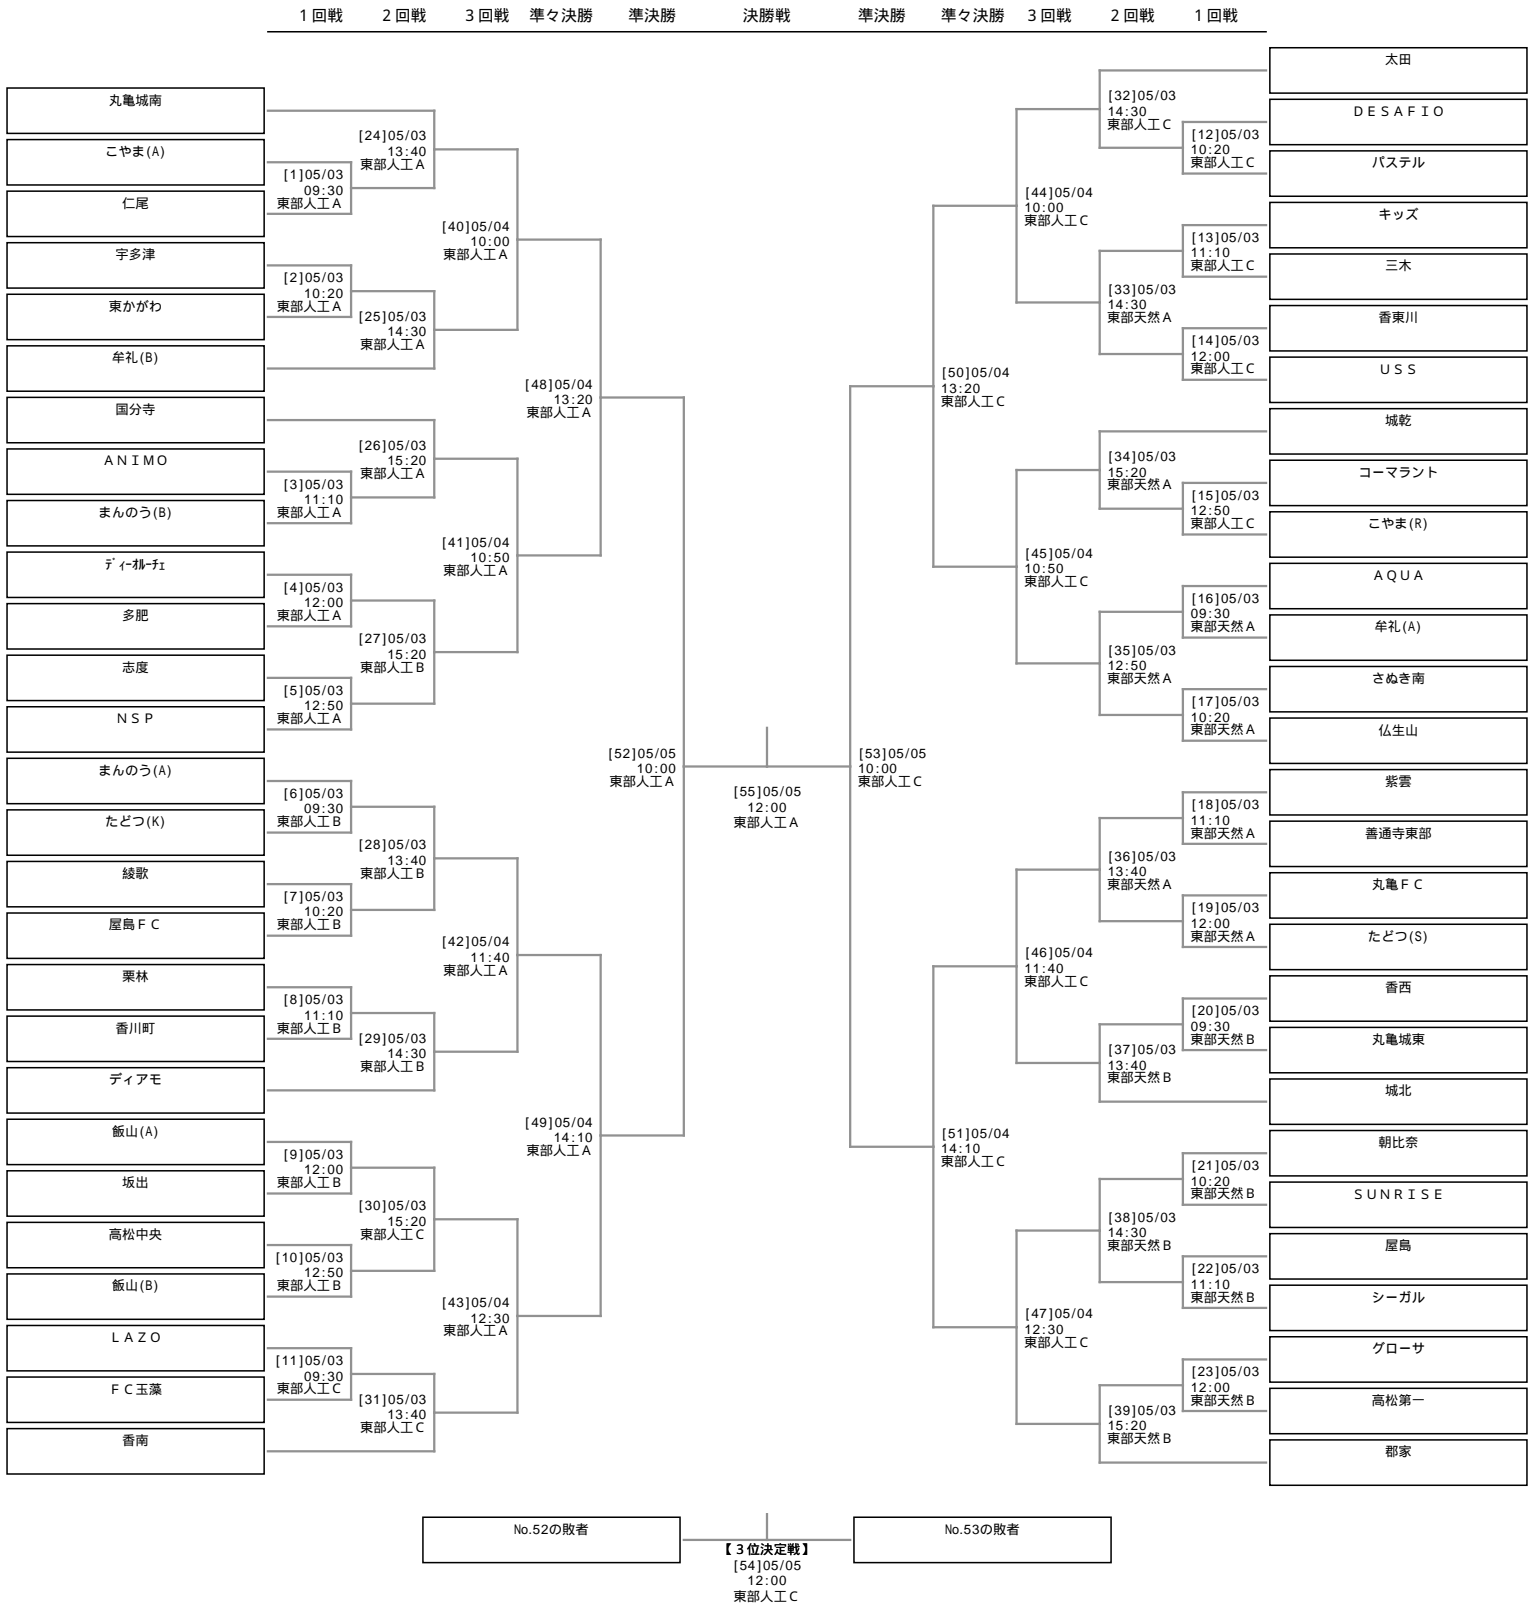 １回戦 ２回戦 ３回戦 準々決勝 準決勝 決勝戦 準決勝 準々決勝 ３回戦 ２回戦 １回戦
丸亀城南
こやま(A)
仁尾
宇多津
東かがわ
牟礼(B)
国分寺
ＡＮＩＭＯ
まんのう(B)
ﾃﾞｨｰｵﾙｰﾁｪ
多肥
志度
ＮＳＰ
まんのう(A)
たどつ(K)
綾歌
屋島ＦＣ
栗林
香川町
ディアモ
飯山(A)
坂出
高松中央
飯山(B)
ＬＡＺＯ
ＦＣ玉藻
香南
[1]05/03
09:30
東部人工Ａ
[2]05/03
10:20
東部人工Ａ
[3]05/03
11:10
東部人工Ａ
[4]05/03
12:00
東部人工Ａ
[5]05/03
12:50
東部人工Ａ
[6]05/03
09:30
東部人工Ｂ
[7]05/03
10:20
東部人工Ｂ
[8]05/03
11:10
東部人工Ｂ
[9]05/03
12:00
東部人工Ｂ
[10]05/03
12:50
東部人工Ｂ
[11]05/03
09:30
東部人工Ｃ
[24]05/03
13:40
東部人工Ａ
[25]05/03
14:30
東部人工Ａ
[26]05/03
15:20
東部人工Ａ
[27]05/03
15:20
東部人工Ｂ
[28]05/03
13:40
東部人工Ｂ
[29]05/03
14:30
東部人工Ｂ
[30]05/03
15:20
東部人工Ｃ
[31]05/03
13:40
東部人工Ｃ
[40]05/04
10:00
東部人工Ａ
[41]05/04
10:50
東部人工Ａ
[42]05/04
11:40
東部人工Ａ
[43]05/04
12:30
東部人工Ａ
[48]05/04
13:20
東部人工Ａ
[49]05/04
14:10
東部人工Ａ
[52]05/05
10:00
東部人工Ａ
[55]05/05
12:00
東部人工Ａ
[53]05/05
10:00
東部人工Ｃ
[50]05/04
13:20
東部人工Ｃ
[51]05/04
14:10
東部人工Ｃ
[44]05/04
10:00
東部人工Ｃ
[45]05/04
10:50
東部人工Ｃ
[46]05/04
11:40
東部人工Ｃ
[47]05/04
12:30
東部人工Ｃ
[32]05/03
14:30
東部人工Ｃ
[33]05/03
14:30
東部天然Ａ
[34]05/03
15:20
東部天然Ａ
[35]05/03
12:50
東部天然Ａ
[36]05/03
13:40
東部天然Ａ
[37]05/03
13:40
東部天然Ｂ
[38]05/03
14:30
東部天然Ｂ
[39]05/03
15:20
東部天然Ｂ
[12]05/03
10:20
東部人工Ｃ
[13]05/03
11:10
東部人工Ｃ
[14]05/03
12:00
東部人工Ｃ
[15]05/03
12:50
東部人工Ｃ
[16]05/03
09:30
東部天然Ａ
[17]05/03
10:20
東部天然Ａ
[18]05/03
11:10
東部天然Ａ
[19]05/03
12:00
東部天然Ａ
[20]05/03
09:30
東部天然Ｂ
[21]05/03
10:20
東部天然Ｂ
[22]05/03
11:10
東部天然Ｂ
[23]05/03
12:00
東部天然Ｂ
太田
ＤＥＳＡＦＩＯ
パステル
キッズ
三木
香東川
ＵＳＳ
城乾
コーマラント
こやま(R)
ＡＱＵＡ
牟礼(A)
さぬき南
仏生山
紫雲
善通寺東部
丸亀ＦＣ
たどつ(S)
香西
丸亀城東
城北
朝比奈
ＳＵＮＲＩＳＥ
屋島
シーガル
グローサ
高松第一
郡家
No.52の敗者
No.53の敗者
【３位決定戦】
[54]05/05
12:00
東部人工Ｃ